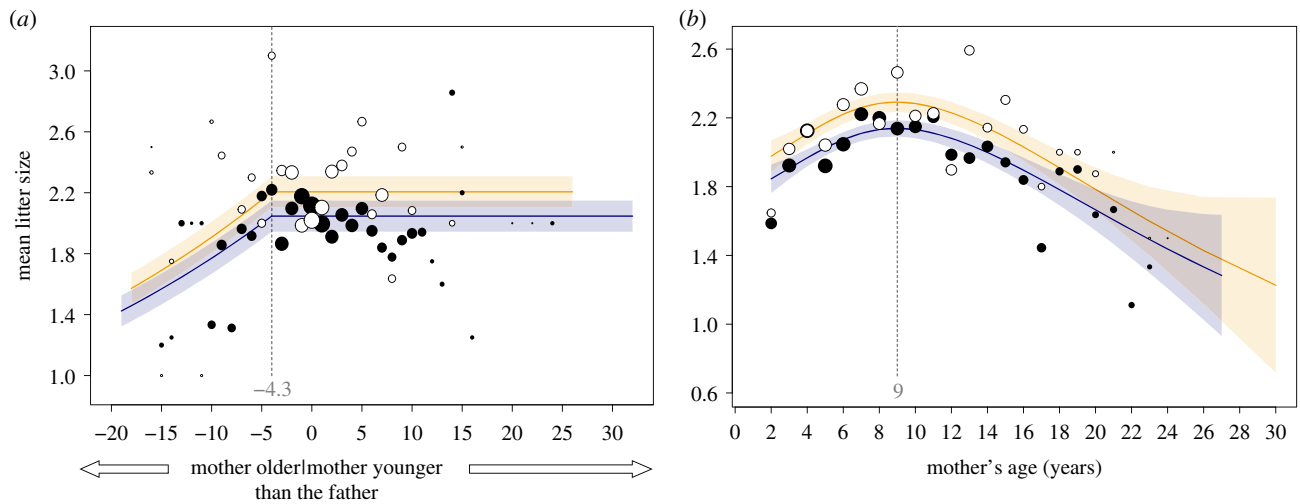 (a)
mean litter size
3.0
2.6
2.2
1.8
1.4
1.0
−4.3
−20 −15 −10 −5 0 5 10 15 20 25 30
mother older|mother younger
than the father
(b)
2.6
2.2
1.8
1.4
1.0
0.6
9
0 2 4 6 8 10 12 14 16 18 20 22 24 26 28 30
mother’s age (years)